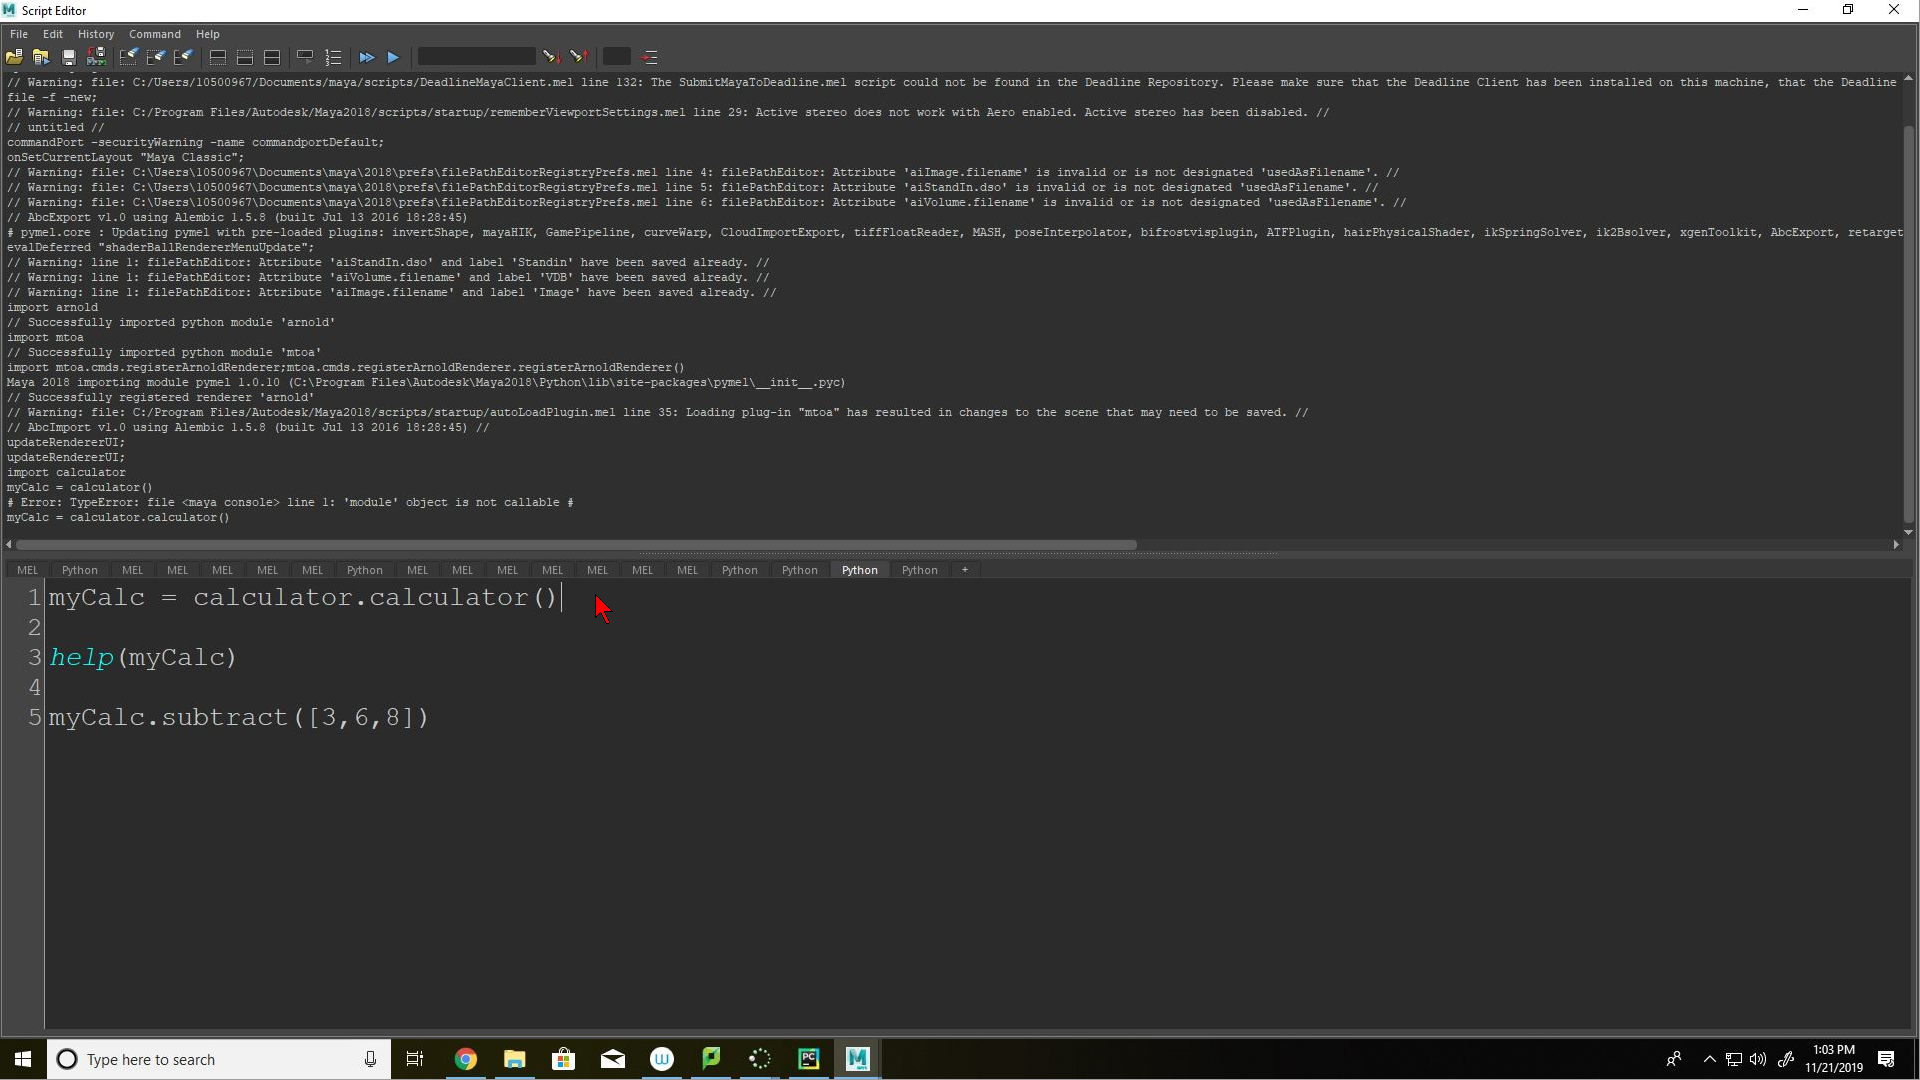 Script Editor
File Edit History Command Help
// Warning: file: C:/Users/10500967/Documents/maya/scripts/DeadlineMayaClient.mel line 132: The SubmitMayaToDeadline.mel script could not be found in the Deadline Repository. Please make sure that the Deadline Client has been installed on this machine, that the Deadline
file -f -new;
// Warning: file: C:/Program Files/Autodesk/Maya2018/scripts/startup/rememberViewportSettings.mel line 29: Active stereo does not work with Aero enabled. Active stereo has been disabled. //
// untitled //
commandPort -securityWarning -name commandportDefault;
onSetCurrentLayout "Maya Classic";
// Warning: file: C:\Users\10500967\Documents\maya\2018\prefs\filePathEditorRegistryPrefs.mel line 4: filePathEditor: Attribute 'aiImage.filename' is invalid or is not designated 'usedAsFilename'. //
// Warning: file: C:\Users\10500967\Documents\maya\2018\prefs\filePathEditorRegistryPrefs.mel line 5: filePathEditor: Attribute 'aiStandIn.dso' is invalid or is not designated 'usedAsFilename'. //
// Warning: file: C:\Users\10500967\Documents\maya\2018\prefs\filePathEditorRegistryPrefs.mel line 6: filePathEditor: Attribute 'aiVolume.filename' is invalid or is not designated 'usedAsFilename'. //
// AbcExport v1.0 using Alembic 1.5.8 (built Jul 13 2016 18:28:45)
# pymel.core : Updating pymel with pre-loaded plugins: invertShape, mayaHIK, GamePipeline, curveWarp, CloudImportExport, tiffFloatReader, MASH, poseInterpolator, bifrostvisplugin, ATFPlugin, hairPhysicalShader, ikSpringSolver, ik2Bsolver, xgenToolkit, AbcExport, retarget
evalDeferred "shaderBallRendererMenuUpdate";
// Warning: line 1: filePathEditor: Attribute 'aiStandIn.dso' and label 'Standin' have been saved already. //
// Warning: line 1: filePathEditor: Attribute 'aiVolume.filename' and label 'VDB' have been saved already. //
// Warning: line 1: filePathEditor: Attribute 'aiImage.filename' and label 'Image' have been saved already. //
import arnold
// Successfully imported python module 'arnold'
import mtoa
// Successfully imported python module 'mtoa'
import mtoa.cmds.registerArnoldRenderer;mtoa.cmds.registerArnoldRenderer.registerArnoldRenderer()
Maya 2018 importing module pymel 1.0.10 (C:\Program Files\Autodesk\Maya2018\Python\lib\site-packages\pymel\__init__.pyc)
// Successfully registered renderer 'arnold'
// Warning: file: C:/Program Files/Autodesk/Maya2018/scripts/startup/autoLoadPlugin.mel line 35: Loading plug-in "mtoa" has resulted in changes to the scene that may need to be saved. //
// AbcImport v1.0 using Alembic 1.5.8 (built Jul 13 2016 18:28:45) //
updateRendererUI;
updateRendererUI;
import calculator
myCalc = calculator()
# Error: TypeError: file <maya console> line 1: 'module' object is not callable #
myCalc = calculator.calculator()
MEL Python MEL MEL MEL MEL MEL Python MEL MEL MEL MEL MEL MEL MEL Python Python Python Python +
1 myCalc = calculator.calculator()
2
3 help(myCalc)
4
5 myCalc.subtract([3,6,8])
Type here to search
1:03 PM
11/21/2019